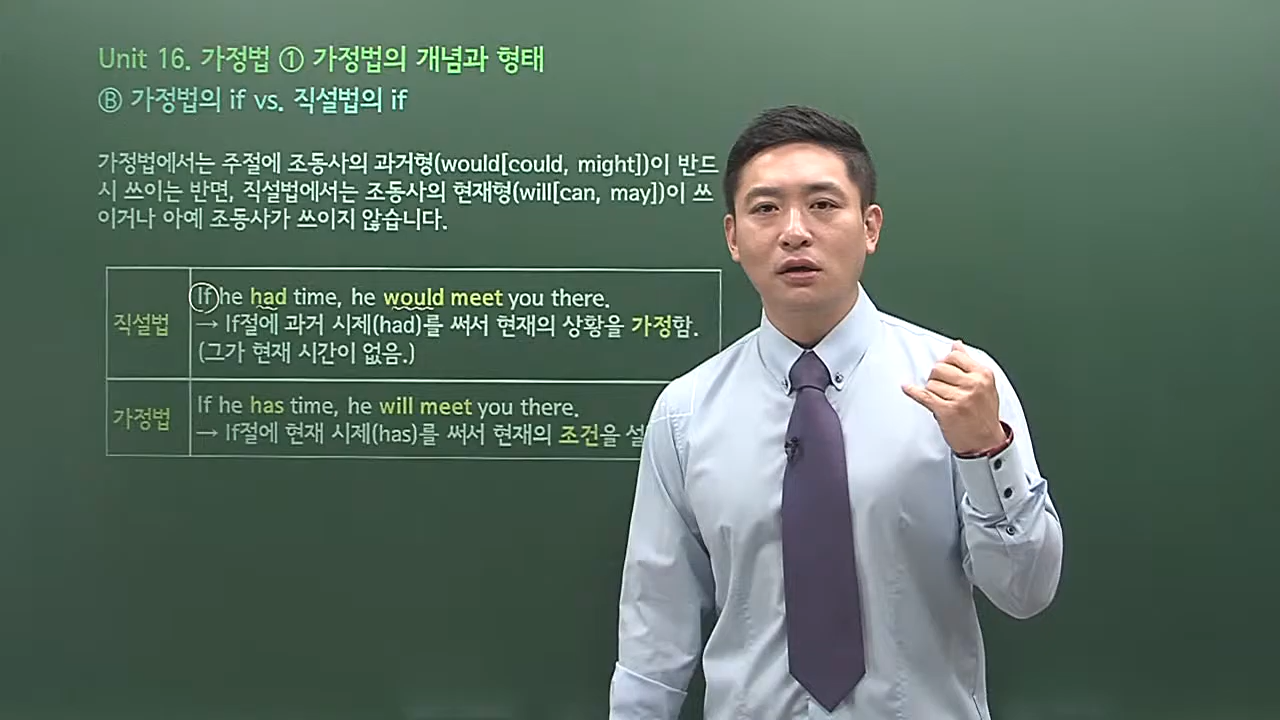 Unit 16. 가정법 ① 가정법의 개념과 형태
Ⓑ 가정법의 if vs. 직설법의 if
가정법에서는 주절에 조동사의 과거형(would[could, might])이 반드
시 쓰이는 반면, 직설법에서는 조동사의 현재형(will[can, may])이 쓰
이거나 아예 조동사가 쓰이지 않습니다.
직설법
If he had time, he would meet you there.
→ If절에 과거 시제(had)를 써서 현재의 상황을 가정함.
(그가 현재 시간이 없음.)
가정법
If he has time, he will meet you there.
→ If절에 현재 시제(has)를 써서 현재의 조건을